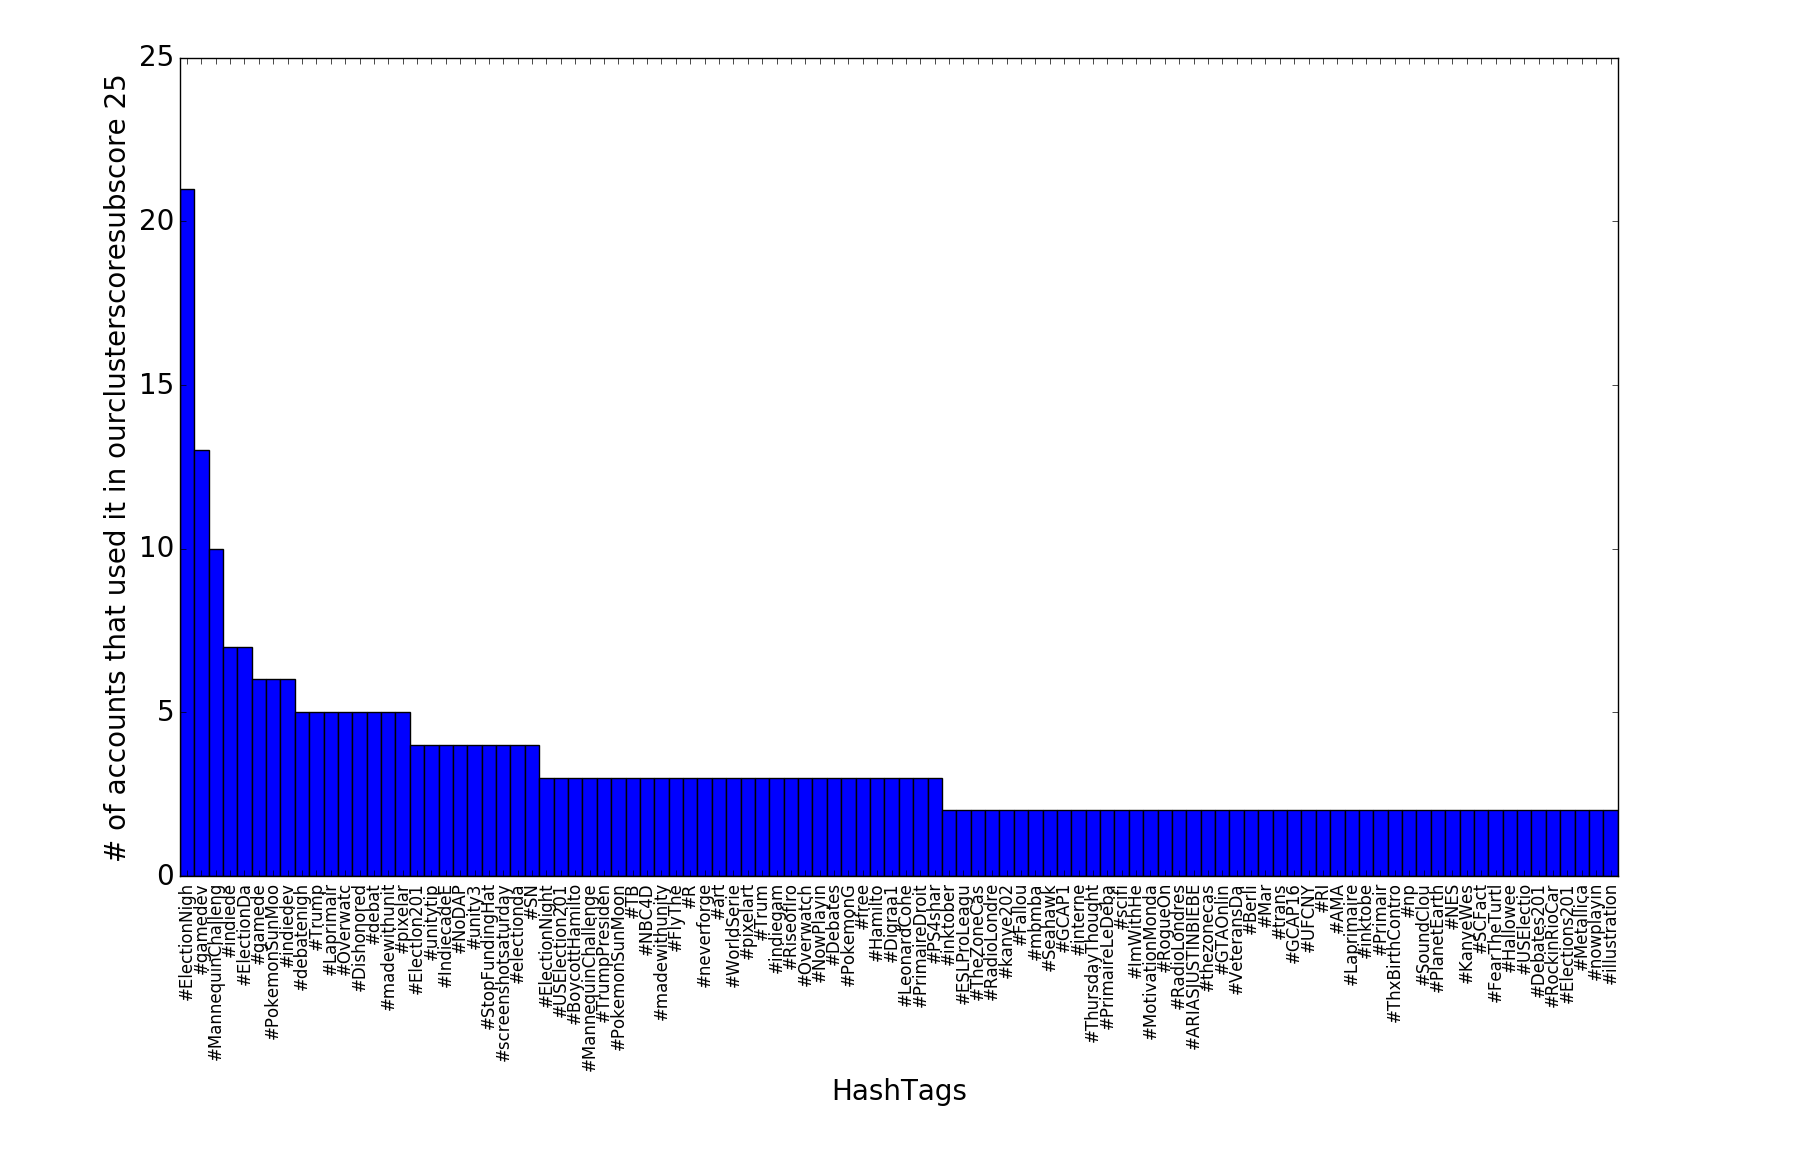 # of accounts that used it in ourclusterscoresubscore 25
25
20
15
10
5
0
#ElectionNigh
#gamedev
#MannequinChalleng
#indiede
#ElectionDa
#gamede
#PokemonSunMoo
#indiedev
#debatenigh
#Trump
#Laprimair
#Overwatc
#Dishonored
#debat
#madewithunit
#pixelar
#Election201
#unitytip
#IndiecadeE
#NoDAP
#unity3
#StopFundingHat
#screenshotsaturday
#electionda
#SN
#ElectionNight
#USElection201
#BoycottHamilto
#MannequinChallenge
#TrumpPresiden
#PokemonSunMoon
#TB
#NBC4D
#madewithunity
#FlyThe
#R
#neverforge
#art
#WorldSerie
#pixelart
#Trum
#indiegam
#Riseofiro
#Overwatch
#NowPlayin
#Debates
#PokemonG
#free
#Hamilto
#Digraa1
#LeonardCohe
#PrimaireDroit
#PS4shar
#inktober
#ESLProLeagu
#TheZoneCas
#RadioLondre
#kanye202
#Fallou
#mbmba
#Seahawk
#GCAP1
#interne
#ThursdayThought
#PrimaireLeDeba
#scifi
#ImWithHe
#MotivationMonda
#RogueOn
#RadioLondres
#ARIASJUSTINBIEBE
#thezonecas
#GTAOnlin
#VeteransDa
#Berli
#Mar
#trans
#GCAP16
#UFCNY
#RI
#AMA
#Laprimaire
#inktobe
#Primair
#ThxBirthContro
#np
#SoundClou
#PlanetEarth
#NES
#KanyeWes
#SCFact
#FearTheTurtl
#Hallowee
#USElectio
#Debates201
#RockinRioCar
#Elections201
#Metallica
#nowplayin
#illustration
HashTags